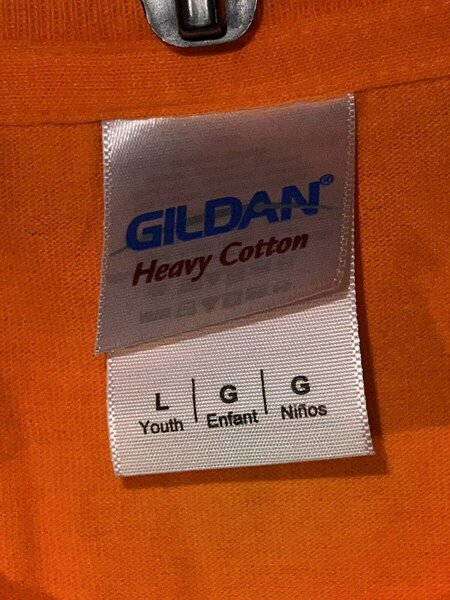 GILDAN®
Heavy Cotton
L | G | G
Youth Enfant Niños